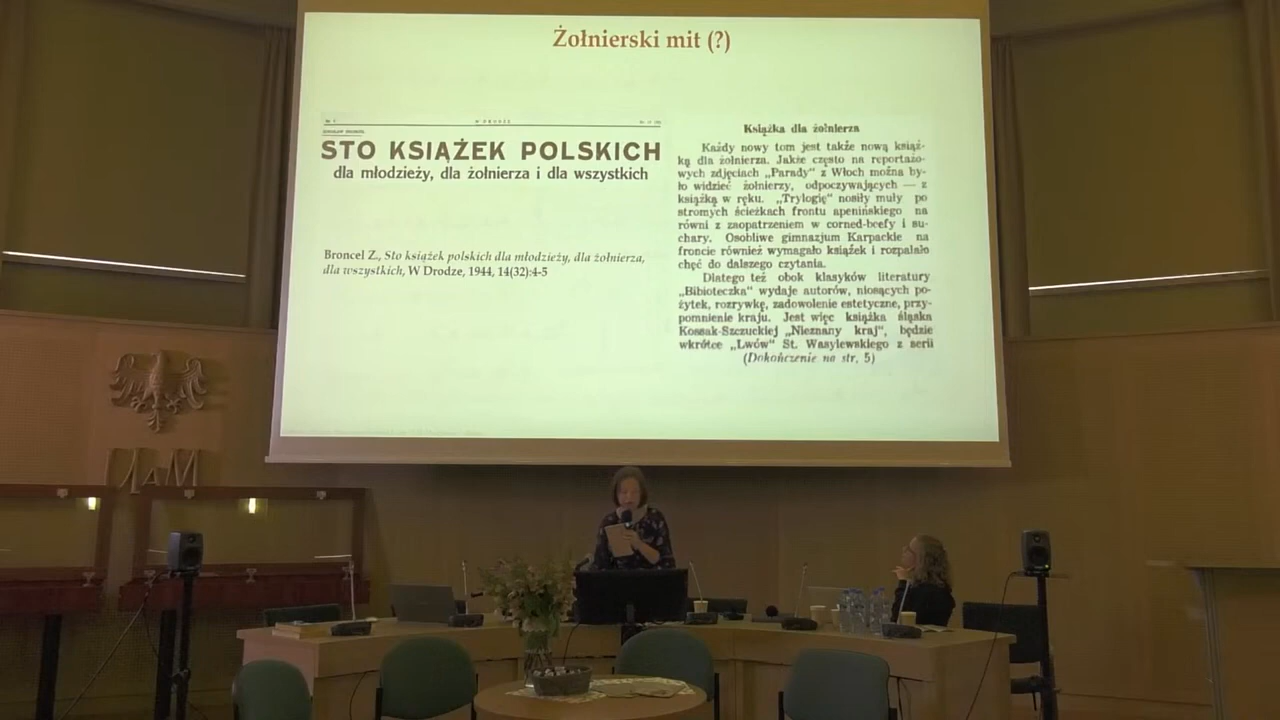 Żołnierski mit (?)
W DRODZE
STO KSIĄŻEK POLSKICH
dla młodzieży, dla żołnierza i dla wszystkich
Broncel Z., Sto książek polskich dla młodzieży, dla żołnierza,
dla wszystkich, W Drodze, 1944, 14(32):4-5
Książka dla żołnierza
Każdy nowy tom jest także nową książ-
ką dla żołnierza. Jakże często na reportażo-
wych zdjęciach „Parady" z Włoch można by-
ło widzieć żołnierzy, odpoczywających — z
książką w ręku. „Trylogię" nosiły muły po
stromych ścieżkach frontu apenińskiego na
równi z zaopatrzeniem w corned-beefy i su-
chary. Osobliwe gimnazjum Karpackie na
froncie również wymagało książek i rozpalało
chęć do dalszego czytania.
Dlatego też obok klasyków literatury
„Bibioteczka" wydaje autorów, niosących po-
żytek, rozrywkę, zadowolenie estetyczne, przy-
pomnienie kraju. Jest więc książka śląska
Kossak-Szczuckiej „Nieznany kraj", będzie
wkrótce „Lwów" St. Wasylewskiego z serii
(Dokończenie na str. 5)
UAM